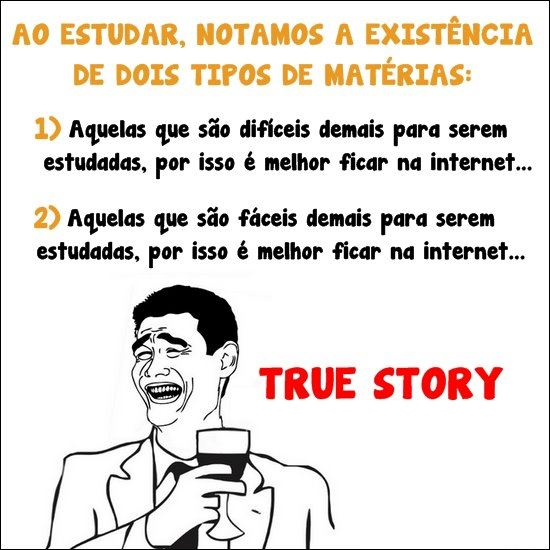 AO ESTUDAR, NOTAMOS A EXISTÊNCIA
DE DOIS TIPOS DE MATÉRIAS:
1) Aquelas que são difíceis demais para serem
estudadas, por isso é melhor ficar na internet...
2) Aquelas que são fáceis demais para serem
estudadas, por isso é melhor ficar na internet...
TRUE STORY